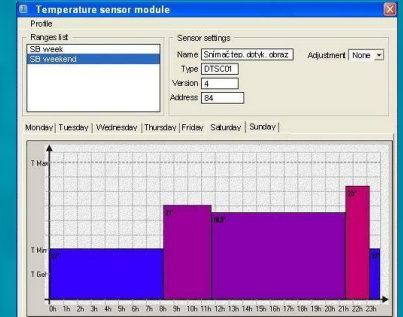 Temperature sensor module
Profile
Ranges list
SB week
SB weekend
Sensor settings
Name Snímač tep. dotyk. obraz Adjustment None
Type DTSC01
Version 4
Address 84
Monday Tuesday Wednesday Thursday Friday Saturday Sunday
T Max
T Min
0h 1h 2h 3h 4h 5h 6h 7h 8h 9h 10h 11h 12h 13h 14h 15h 16h 17h 18h 19h 20h 21h 22h 23h